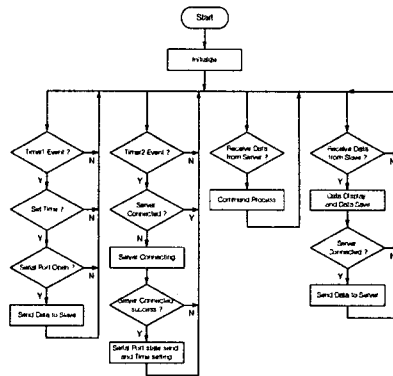 Start
Initialize
Timer1 Event ?
N
Y
Set Time ?
N
Y
Serial Port Open ?
N
Y
Send Data to Slave
Timer2 Event ?
N
Y
Server
Connected ?
Y
N
Server Connecting
Server Connected
success ?
N
Y
Serial Port state send
and Time setting
Receive Data
from Server ?
Command Process
Receive Data
from Slave ?
N
Y
Data Display
and Data Save
Server
Connected ?
N
Y
Send Data to Server